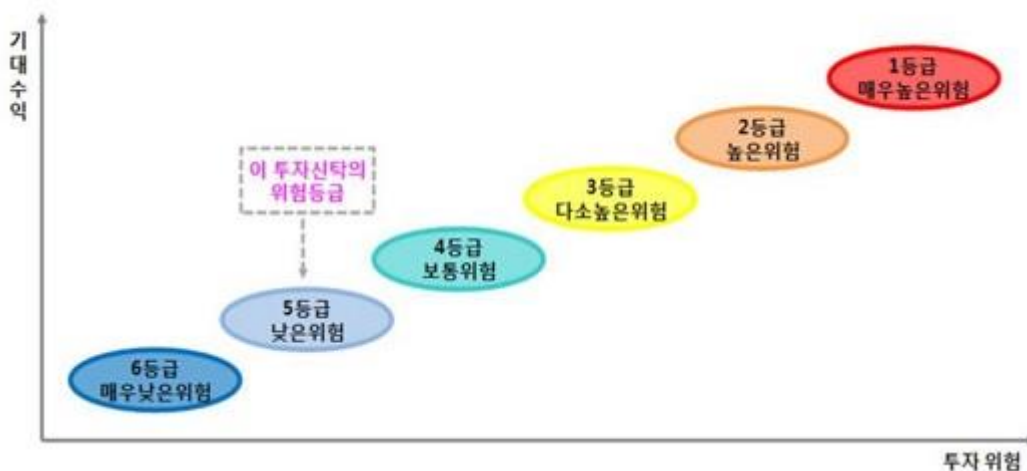 기
대
수
익
1등급
매우높은위험
2등급
높은위험
이 투자신탁의
위험등급
3등급
다소높은위험
4등급
보통위험
5등급
낮은위험
6등급
매우낮은위험
투자 위험